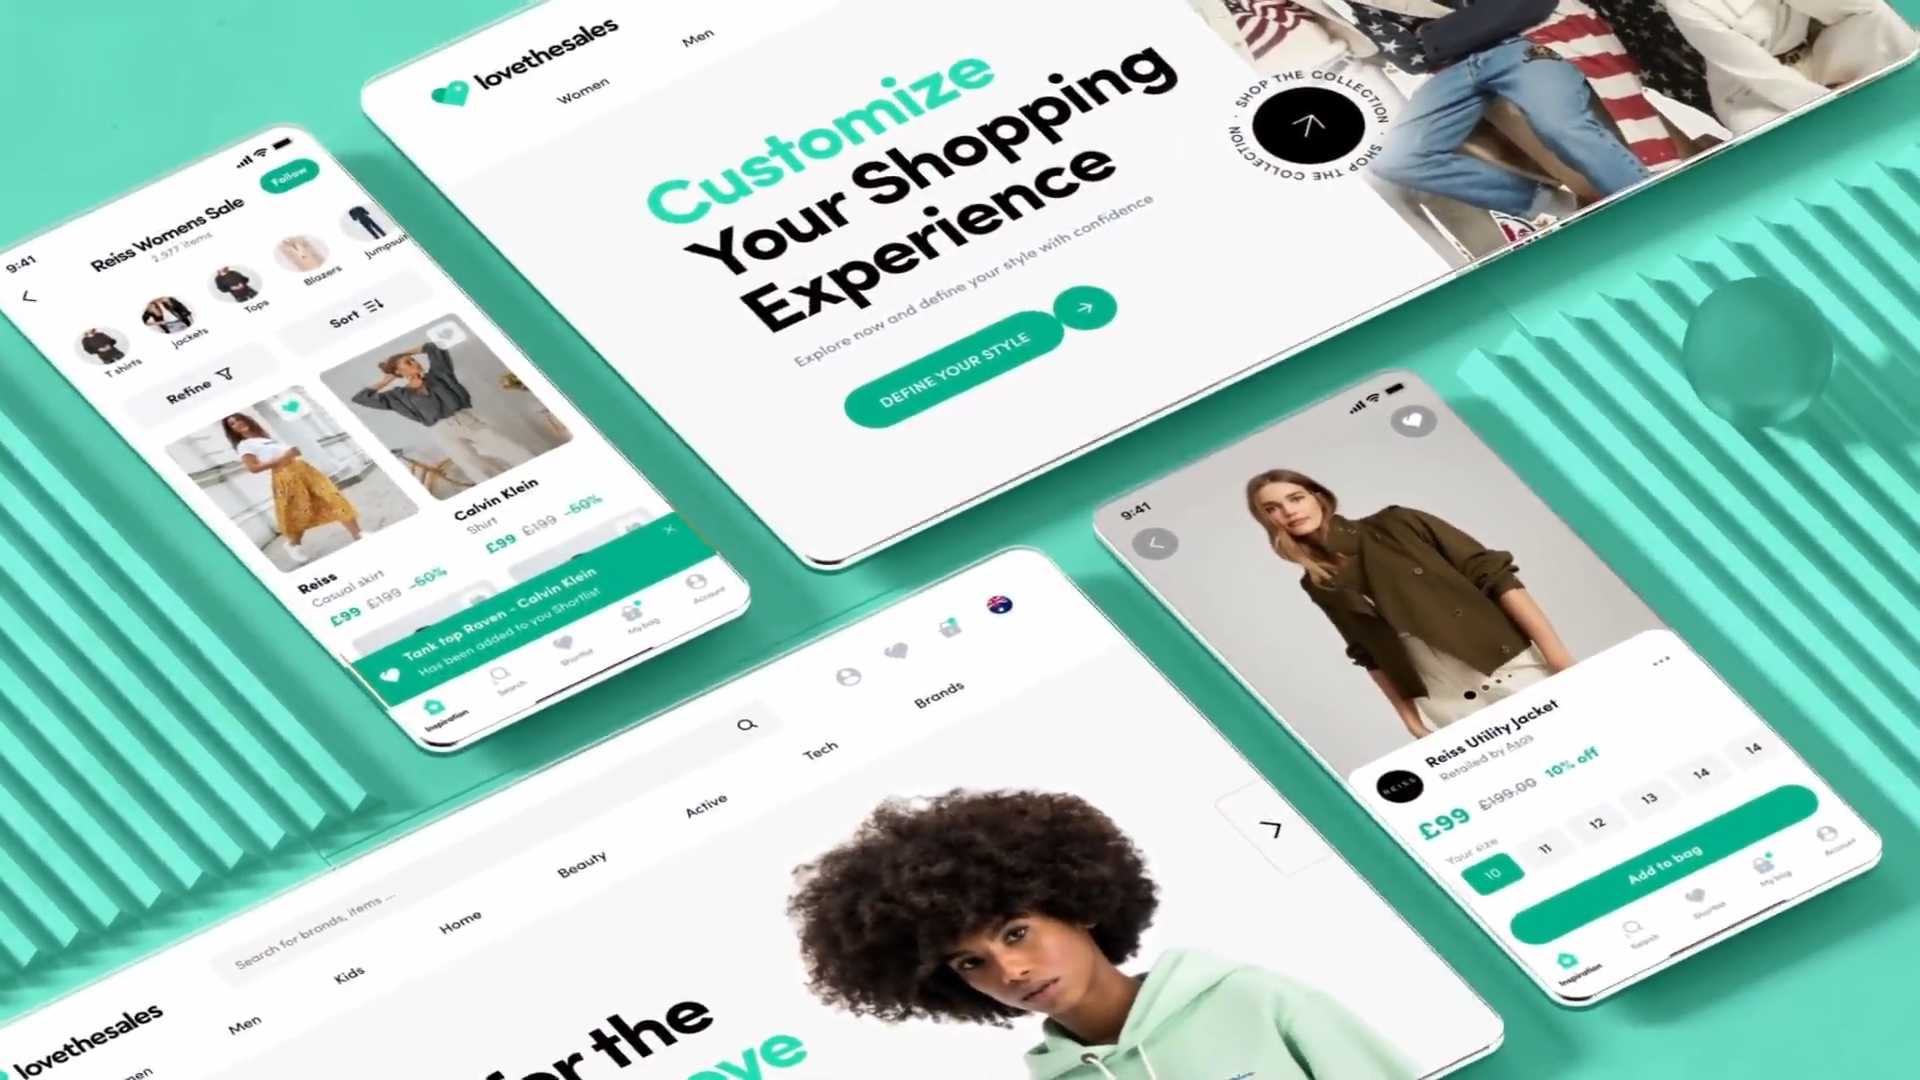 9:41
Reiss Womens Sale
2,977 items
Follow
T shirts
Jackets
Tops
Blazers
Jumpsuit
Refine
Sort
Reiss
Casual skirt
£99 £199 -50%
Calvin Klein
Shirt
£99 £199 -50%
Tank top Raven - Calvin Klein
Has been added to you Shortlist
Inspiration
Search
Shortlist
My bag
Account
lovethesales
Women
Men
Customize
Your Shopping
Experience
Explore now and define your style with confidence
DEFINE YOUR STYLE
SHOP THE COLLECTION · SHOP THE COLLECTION ·
9:41
REISS
Reiss Utility Jacket
Retailed by Asos
£99 £199.00 10% off
Your size
10
11
12
13
14
14
Add to bag
Inspiration
Search
Shortlist
My bag
Account
Search for brands, items ...
lovethesales
Men
Kids
Home
Beauty
Active
Tech
Brands
for the